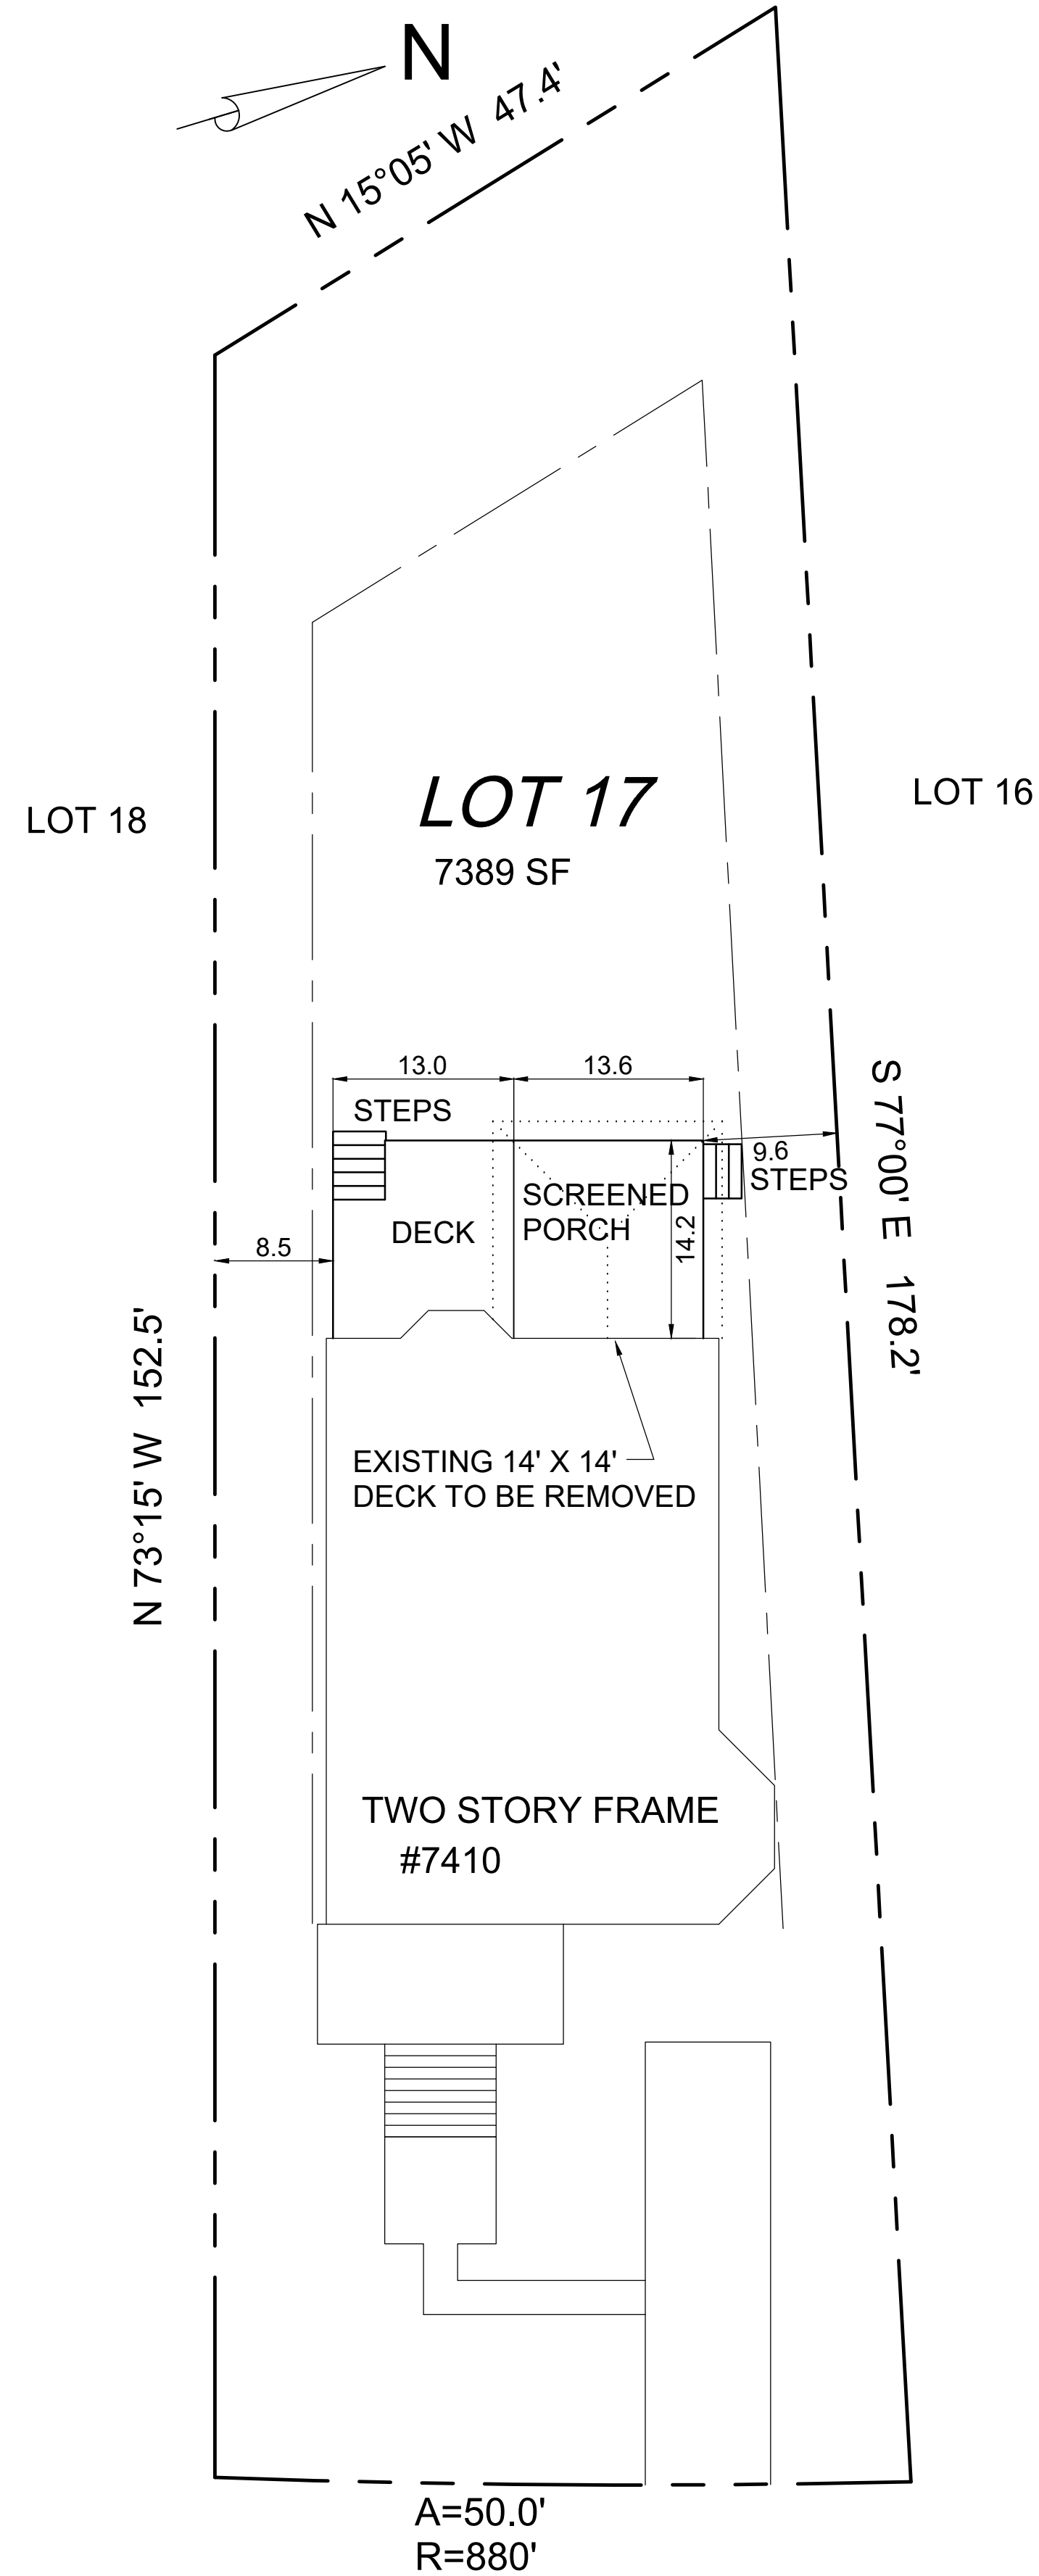 N
N 15°05' W 47.4'
LOT 17
7389 SF
LOT 18
LOT 16
13.0
13.6
STEPS
9.6
STEPS
SCREENED
PORCH
DECK
14.2
8.5
S 77°00' E 178.2'
N 73°15' W 152.5'
EXISTING 14' X 14'
DECK TO BE REMOVED
TWO STORY FRAME
#7410
A=50.0'
R=880'